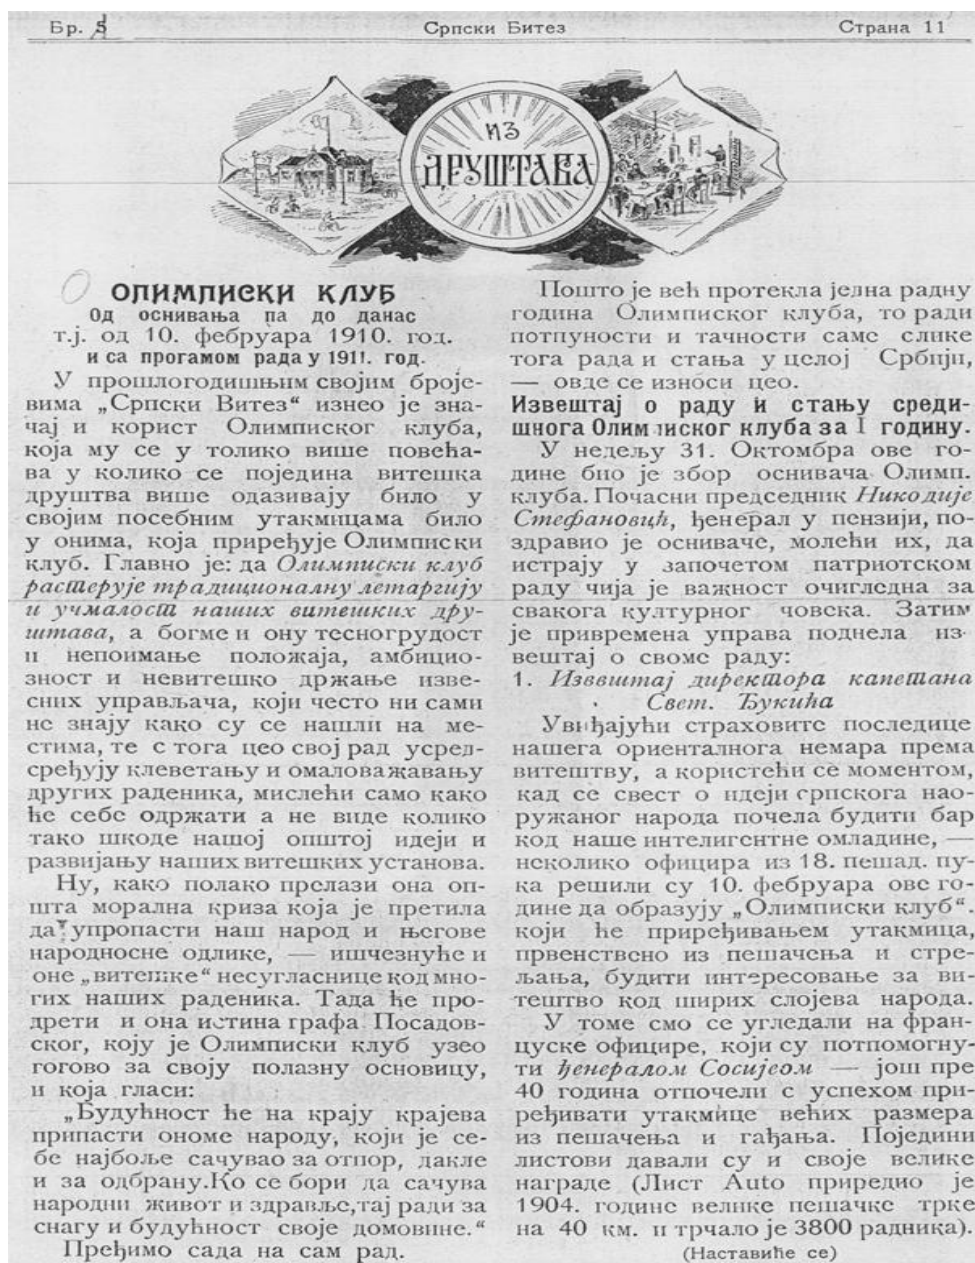 Бр. 5
Српски Витез
Страна 11
ИЗ
ДРУШТАВА
ОЛИМПИСКИ КЛУБ
Од оснивања па до данас
т.ј. од 10. фебруара 1910. год.
и са прогамом рада у 1911. год.
У прошлогодишњим својим броје-
вима „Српски Витез“ изнео је зна-
чај и корист Олимписког клуба,
која му се у толико више повећа-
ва у колико се поједина витешка
друштва више одазивају било у
својим посебним утакмицама било
у онима, која приређује Олимписки
клуб. Главно је: да Олимписки клуб
растерује традиционалну летаргију
и учмалост наших витешких дру-
штава, а богме и ону тесногрудост
и непоимање положаја, амбицио-
зност и невитешко држање изве-
сних управљача, који често ни сами
не знају како су се нашли на ме-
стима, те с тога цео свој рад усред-
сређују клеветању и омаловажавању
других раденика, мислећи само како
ће себе одржати а не виде колико
тако шкоде нашој општој идеји и
развијању наших витешких установа.
Ну, како полако прелази она оп-
шта морална криза која је претила
да упропасти наш народ и његове
народносне одлике, — ишчезнуће и
оне „витешке“ несугласнице код мно-
гих наших раденика. Тада ће про-
дрети и она истина графа Посадов-
ског, коју је Олимписки клуб узео
гогово за своју полазну основицу,
и која гласи:
„Будућност ће на крају крајева
припасти ономе народу, који је се-
бе најбоље сачувао за отпор, дакле
и за одбрану.Ко се бори да сачува
народни живот и здравље,тај ради за
снагу и будућност своје домовине.“
Пређимо сада на сам рад.
Пошто је већ протекла једна радну
година Олимписког клуба, то ради
потпуности и тачности саме слике
тога рада и стања у целој Србији,
— овде се износи цео.
Извештај о раду и стању среди-
шнога Олимписког клуба за I годину.
У недељу 31. Октомбра ове го-
дине био је збор оснивача Олимп.
клуба. Почасни председник Никодије
Стефановић, ђенерал у пензији, по-
здравио је осниваче, молећи их, да
истрају у започетом патриотском
раду чија је важност очигледна за
свакога културног човека. Затим
је привремена управа поднела из-
вештај о своме раду:
1. Извештај директора капетана
Свет. Ђукића
Увиђајући страховите последице
нашега ориенталнога немара према
витештву, а користећи се моментом,
кад се свест о идеји српскога нао-
ружаног народа почела будити бар
код наше интелигентне омладине, —
неколико официра из 18. пешад. пу-
ка решили су 10. фебруара ове го-
дине да образују „Олимписки клуб“.
који ће приређивањем утакмица,
првенствено из пешачења и стре-
љања, будити интересовање за ви-
тештво код ширих слојева народа.
У томе смо се угледали на фран-
цуске официре, који су потпомогну-
ти ђенералом Сосијеом — још пре
40 година отпочели с успехом при-
ређивати утакмице већих размера
из пешачења и гађања. Поједини
листови давали су и своје велике
награде (Лист Auto приредио је
1904. године велике пешачке трке
на 40 км. и трчало је 3800 радника).
(Наставиће се)